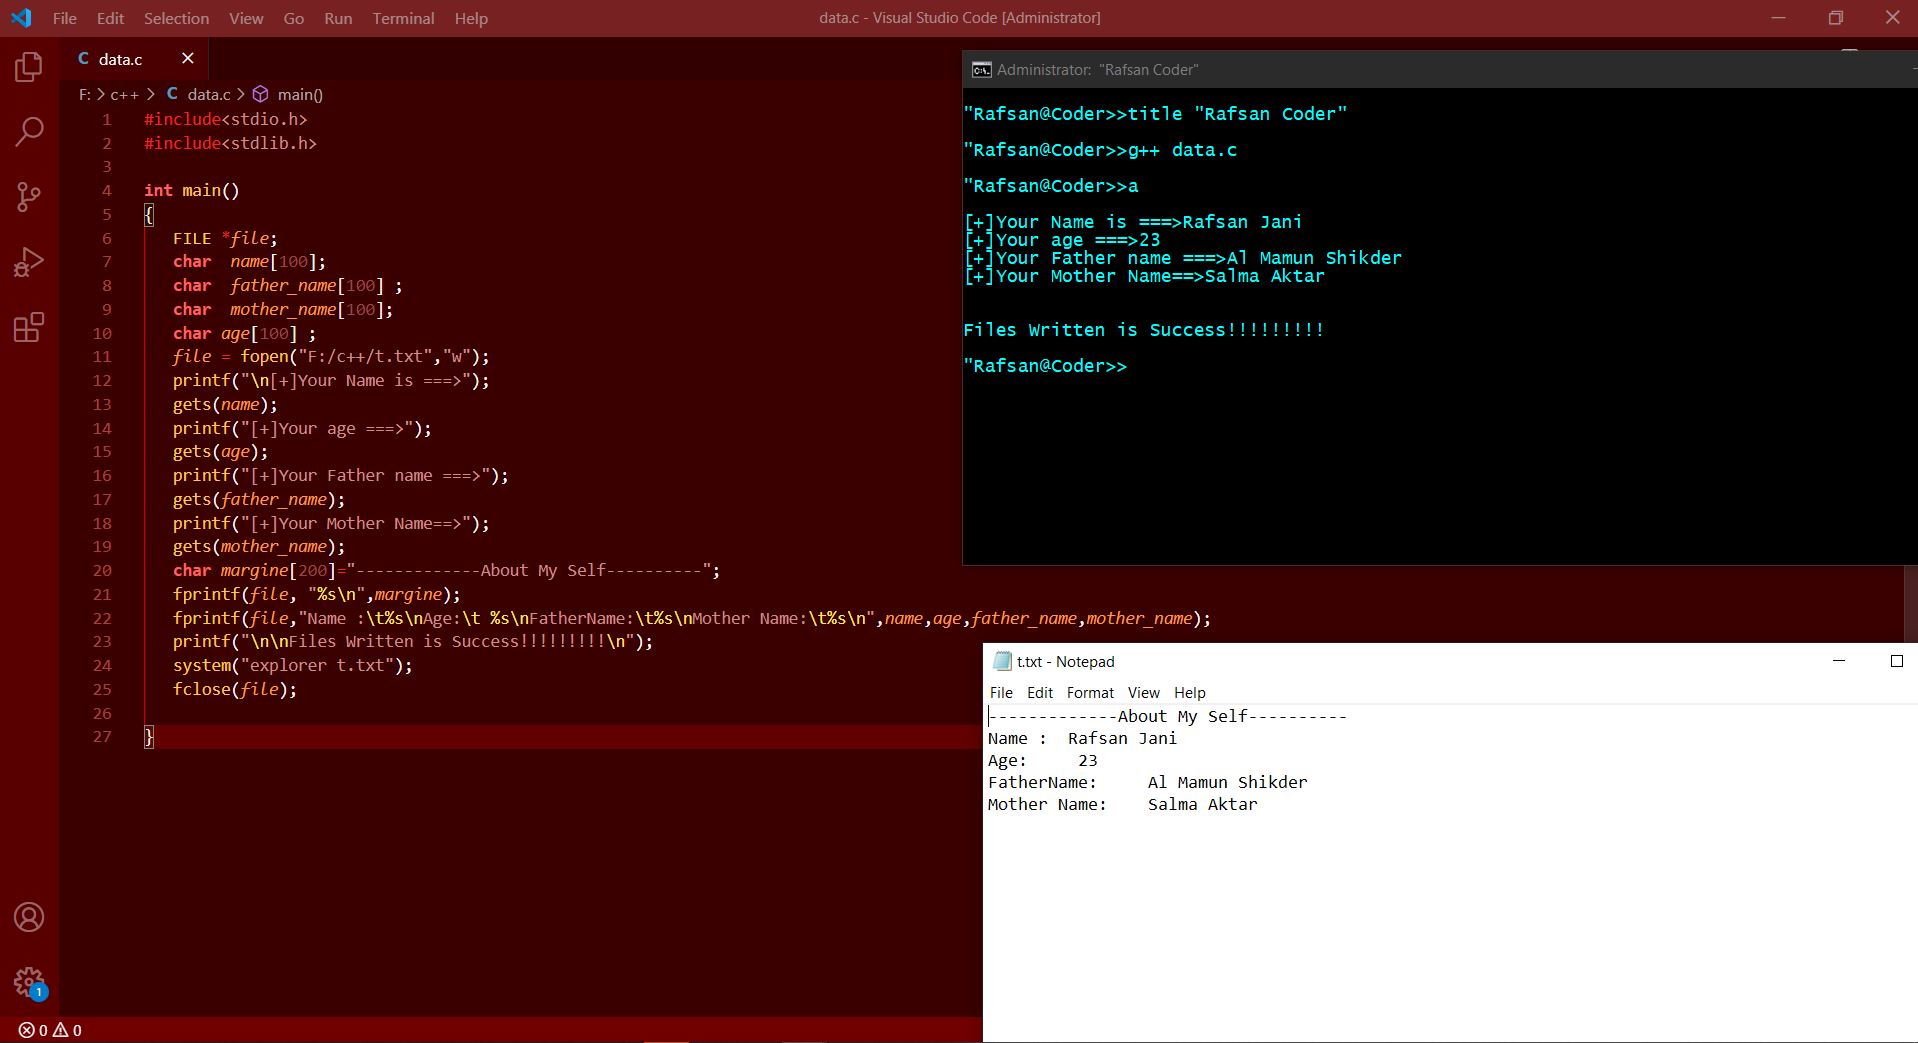 File Edit Selection View Go Run Terminal Help
data.c - Visual Studio Code [Administrator]
C data.c
F: > c++ > C data.c > main()
1 #include<stdio.h>
2 #include<stdlib.h>
3
4 int main()
5 {
6 FILE *file;
7 char  name[100];
8 char  father_name[100] ;
9 char  mother_name[100];
10 char age[100] ;
11 file = fopen("F:/c++/t.txt","w");
12 printf("\n[+]Your Name is ===>");
13 gets(name);
14 printf("[+]Your age ===>");
15 gets(age);
16 printf("[+]Your Father name ===>");
17 gets(father_name);
18 printf("[+]Your Mother Name==>");
19 gets(mother_name);
20 char margine[200]="-------------About My Self----------";
21 fprintf(file, "%s\n",margine);
22 fprintf(file,"Name :\t%s\nAge:\t %s\nFatherName:\t%s\nMother Name:\t%s\n",name,age,father_name,mother_name);
23 printf("\n\nFiles Written is Success!!!!!!!!!\n");
24 system("explorer t.txt");
25 fclose(file);
26
27 }
1
0 0
Administrator:  "Rafsan Coder"
"Rafsan@Coder>>title "Rafsan Coder"
"Rafsan@Coder>>g++ data.c
"Rafsan@Coder>>a
[+]Your Name is ===>Rafsan Jani
[+]Your age ===>23
[+]Your Father name ===>Al Mamun Shikder
[+]Your Mother Name==>Salma Aktar
Files Written is Success!!!!!!!!!
"Rafsan@Coder>>
t.txt - Notepad
File Edit Format View Help
-------------About My Self----------
Name :  Rafsan Jani
Age:     23
FatherName:     Al Mamun Shikder
Mother Name:    Salma Aktar